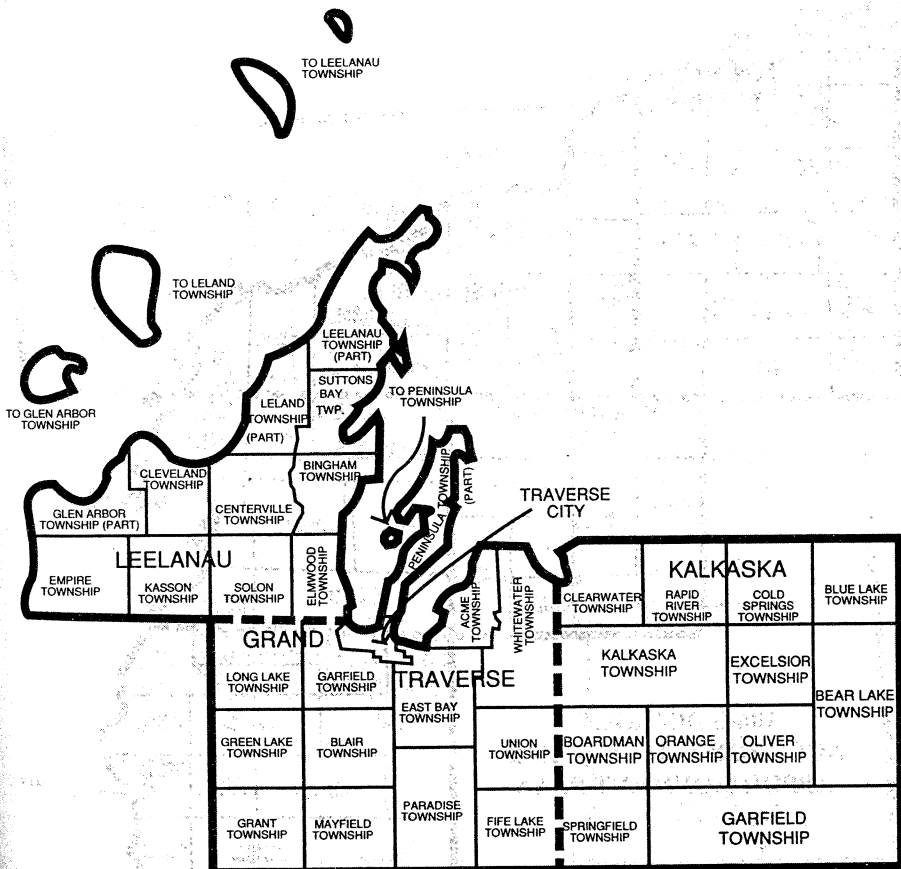 TO LEELANAU
TOWNSHIP
TO LELAND
TOWNSHIP
TO GLEN ARBOR
TOWNSHIP
LEELANAU
TOWNSHIP
(PART)
SUTTONS
BAY
TWP.
TO PENINSULA
TOWNSHIP
LELAND
TOWNSHIP
(PART)
CLEVELAND
TOWNSHIP
BINGHAM
TOWNSHIP
PENINSULA TOWNSHIP
(PART)
TRAVERSE
CITY
GLEN ARBOR
TOWNSHIP (PART)
CENTERVILLE
TOWNSHIP
LEELANAU
EMPIRE
TOWNSHIP
KASSON
TOWNSHIP
SOLON
TOWNSHIP
ELMWOOD
TOWNSHIP
ACME
TOWNSHIP
WHITEWATER
TOWNSHIP
KALKASKA
CLEARWATER
TOWNSHIP
RAPID
RIVER
TOWNSHIP
COLD
SPRINGS
TOWNSHIP
BLUE LAKE
TOWNSHIP
GRAND
TRAVERSE
LONG LAKE
TOWNSHIP
GARFIELD
TOWNSHIP
EAST BAY
TOWNSHIP
KALKASKA
TOWNSHIP
EXCELSIOR
TOWNSHIP
BEAR LAKE
TOWNSHIP
GREEN LAKE
TOWNSHIP
BLAIR
TOWNSHIP
UNION
TOWNSHIP
BOARDMAN
TOWNSHIP
ORANGE
TOWNSHIP
OLIVER
TOWNSHIP
GRANT
TOWNSHIP
MAYFIELD
TOWNSHIP
PARADISE
TOWNSHIP
FIFE LAKE
TOWNSHIP
SPRINGFIELD
TOWNSHIP
GARFIELD
TOWNSHIP